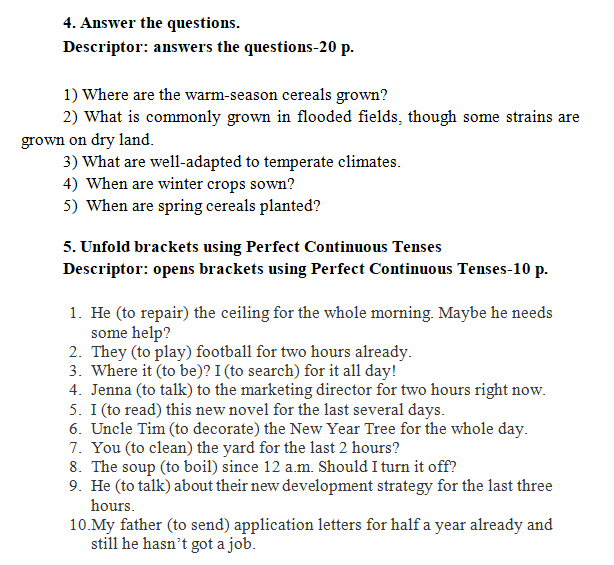 4. Answer the questions.
Descriptor: answers the questions-20 p.
1) Where are the warm-season cereals grown?
2) What is commonly grown in flooded fields, though some strains are
grown on dry land.
3) What are well-adapted to temperate climates.
4) When are winter crops sown?
5) When are spring cereals planted?
5. Unfold brackets using Perfect Continuous Tenses
Descriptor: opens brackets using Perfect Continuous Tenses-10 p.
1. He (to repair) the ceiling for the whole morning. Maybe he needs
some help?
2. They (to play) football for two hours already.
3. Where it (to be)? I (to search) for it all day!
4. Jenna (to talk) to the marketing director for two hours right now.
5. I (to read) this new novel for the last several days.
6. Uncle Tim (to decorate) the New Year Tree for the whole day.
7. You (to clean) the yard for the last 2 hours?
8. The soup (to boil) since 12 a.m. Should I turn it off?
9. He (to talk) about their new development strategy for the last three
hours.
10.My father (to send) application letters for half a year already and
still he hasn't got a job.